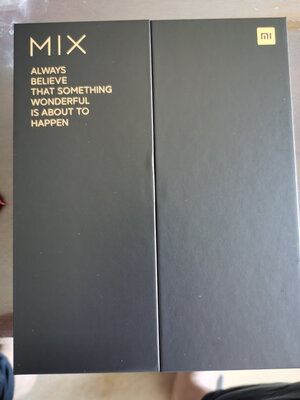 MIX
ALWAYS
BELIEVE
THAT SOMETHING
WONDERFUL
IS ABOUT TO
HAPPEN
MI